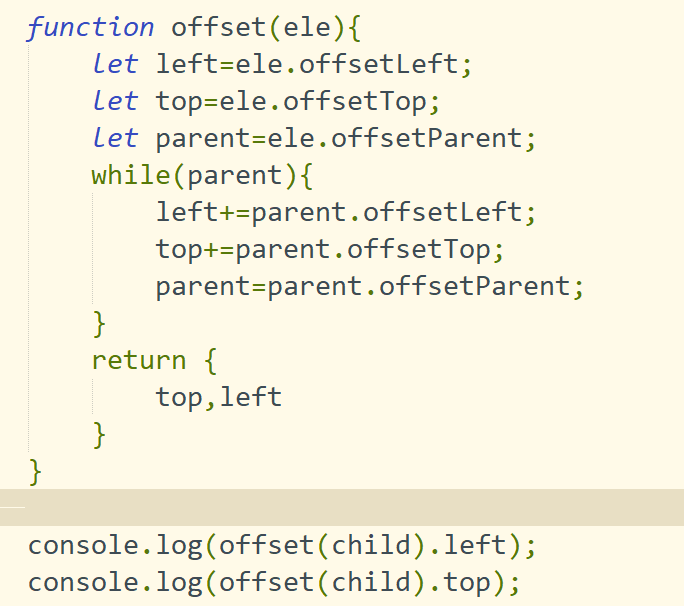 function offset(ele){
    let left=ele.offsetLeft;
    let top=ele.offsetTop;
    let parent=ele.offsetParent;
    while(parent){
        left+=parent.offsetLeft;
        top+=parent.offsetTop;
        parent=parent.offsetParent;
    }
    return {
        top,left
    }
}
console.log(offset(child).left);
console.log(offset(child).top);